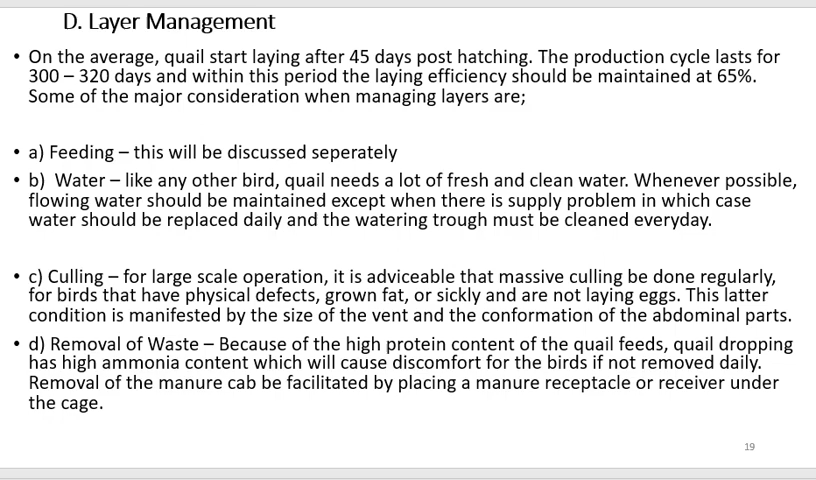 D. Layer Management
• On the average, quail start laying after 45 days post hatching. The production cycle lasts for
300 – 320 days and within this period the laying efficiency should be maintained at 65%.
Some of the major consideration when managing layers are;
• a) Feeding – this will be discussed seperately
• b)  Water – like any other bird, quail needs a lot of fresh and clean water. Whenever possible,
flowing water should be maintained except when there is supply problem in which case
water should be replaced daily and the watering trough must be cleaned everyday.
• c) Culling – for large scale operation, it is adviceable that massive culling be done regularly,
for birds that have physical defects, grown fat, or sickly and are not laying eggs. This latter
condition is manifested by the size of the vent and the conformation of the abdominal parts.
• d) Removal of Waste – Because of the high protein content of the quail feeds, quail dropping
has high ammonia content which will cause discomfort for the birds if not removed daily.
Removal of the manure cab be facilitated by placing a manure receptacle or receiver under
the cage.
19